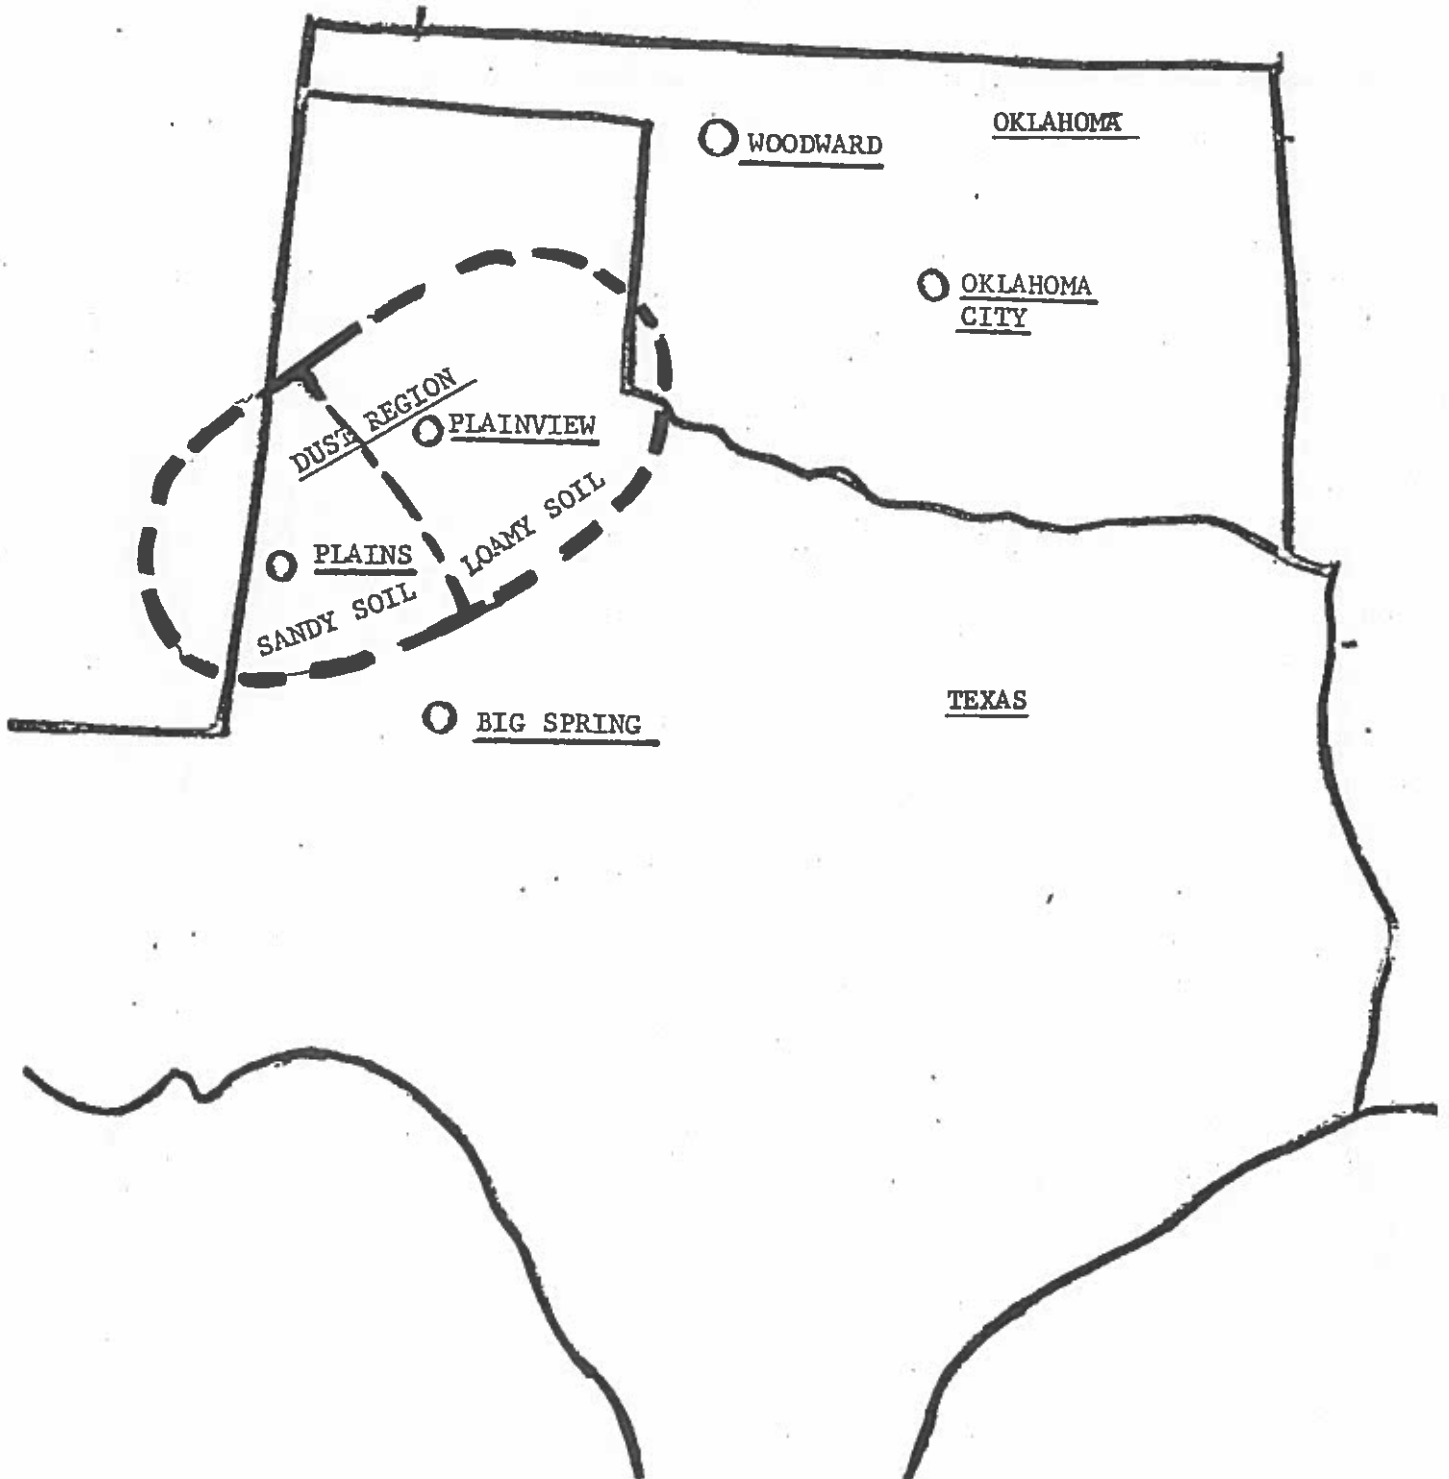 OKLAHOMA
WOODWARD
OKLAHOMA
CITY
DUST REGION
PLAINVIEW
LOAMY SOIL
PLAINS
SANDY SOIL
TEXAS
BIG SPRING